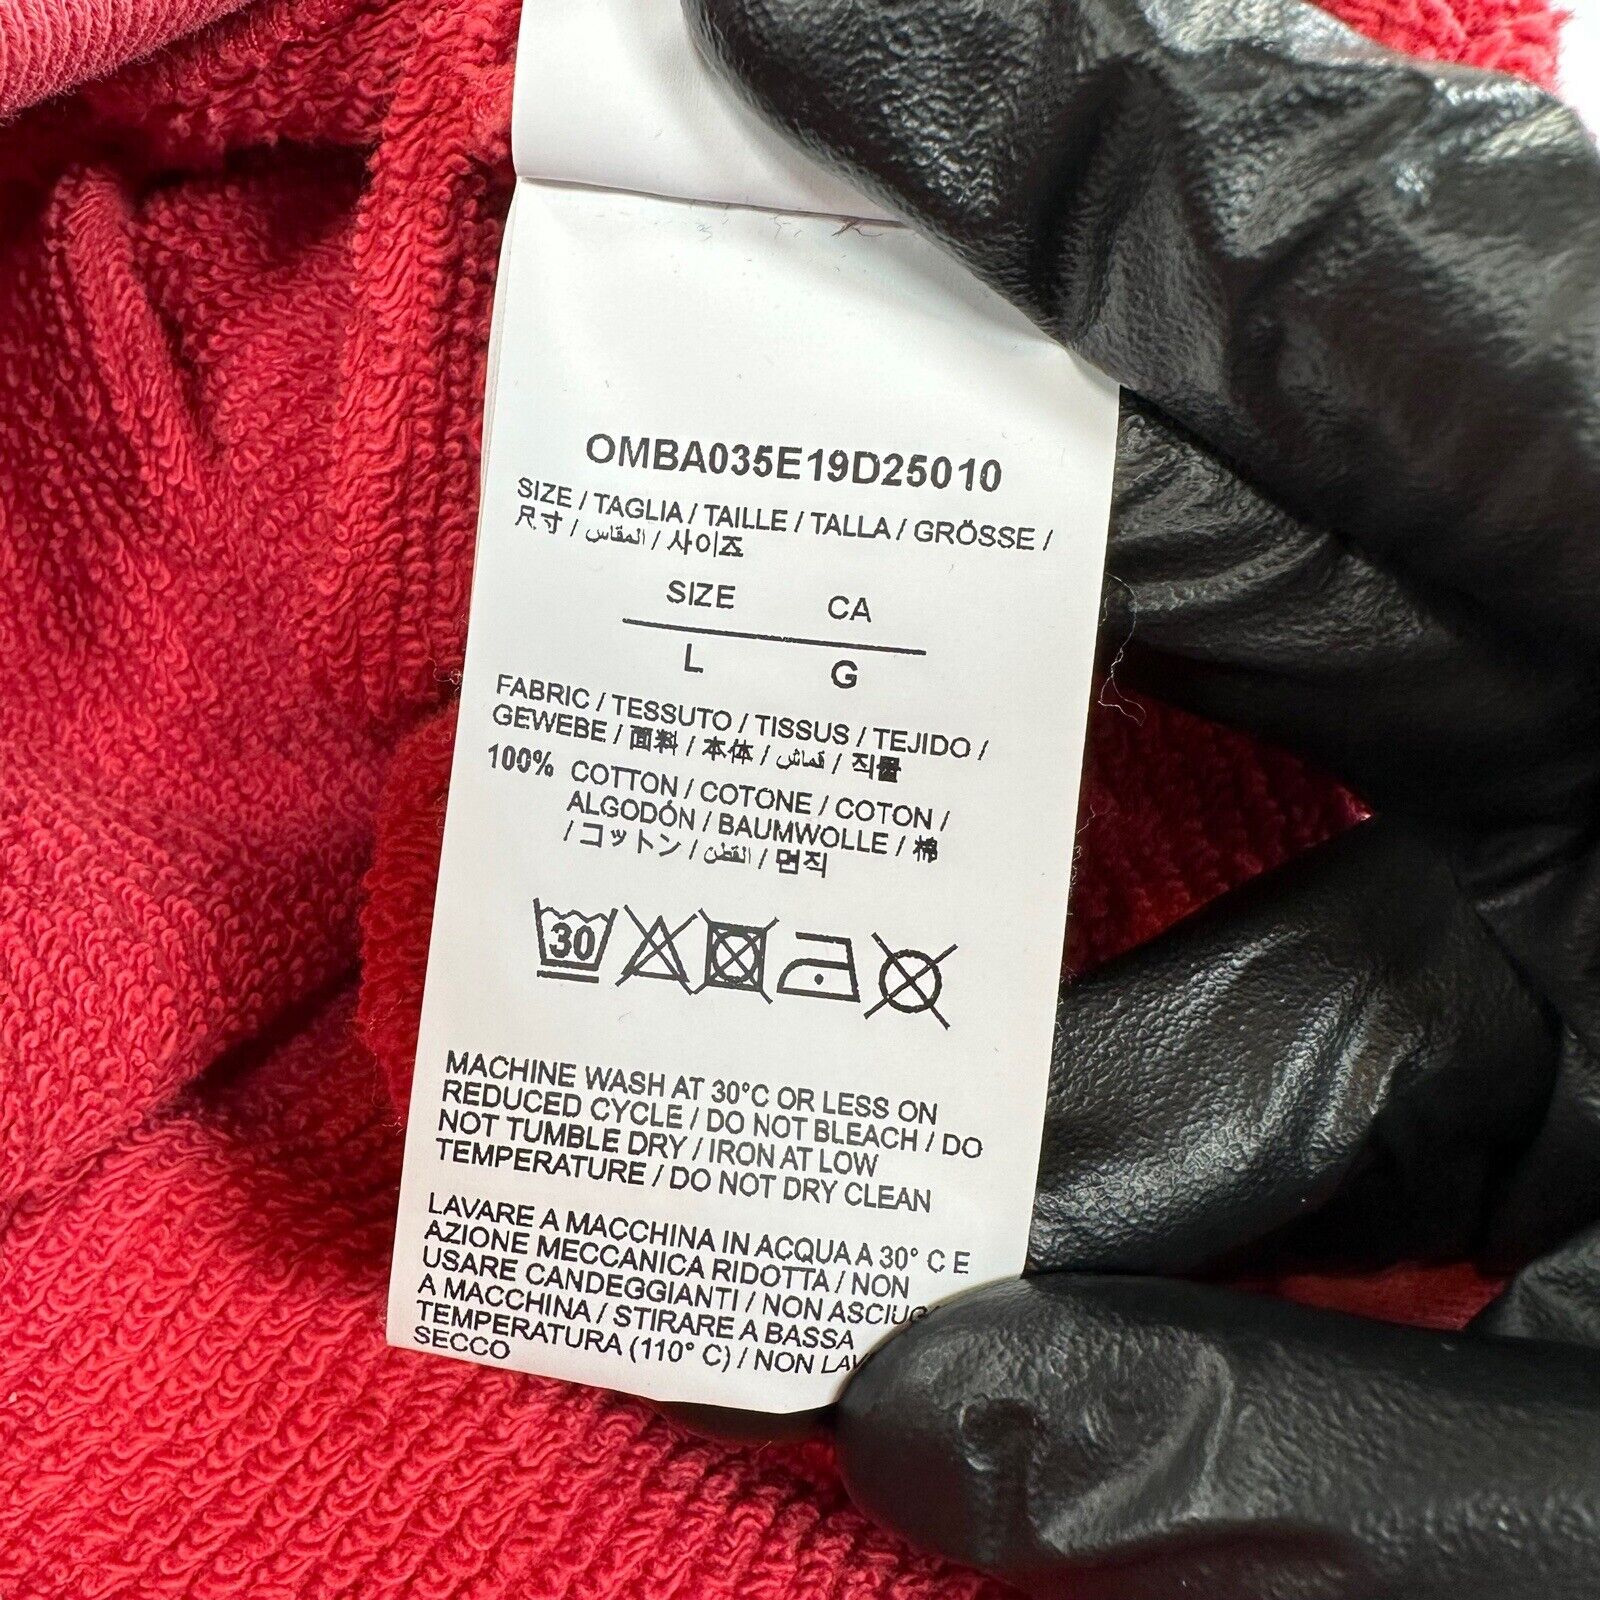 OMBA035E19D25010
SIZE / TAGLIA / TAILLE / TALLA / GRÖSSE /
尺寸 / المقاس / 사이즈
SIZE CA
L G
FABRIC / TESSUTO / TISSUS / TEJIDO /
GEWEBE / 面料 / 本体 / قماش / 직물
100% COTTON / COTONE / COTON /
ALGODÓN / BAUMWOLLE / 棉
/ コットン / القطن / 면직
30
MACHINE WASH AT 30°C OR LESS ON
REDUCED CYCLE / DO NOT BLEACH / DO
NOT TUMBLE DRY / IRON AT LOW
TEMPERATURE / DO NOT DRY CLEAN
LAVARE A MACCHINA IN ACQUA A 30° C E
AZIONE MECCANICA RIDOTTA / NON
USARE CANDEGGIANTI / NON ASCIUG
A MACCHINA / STIRARE A BASSA
TEMPERATURA (110° C) / NON LAV
SECCO